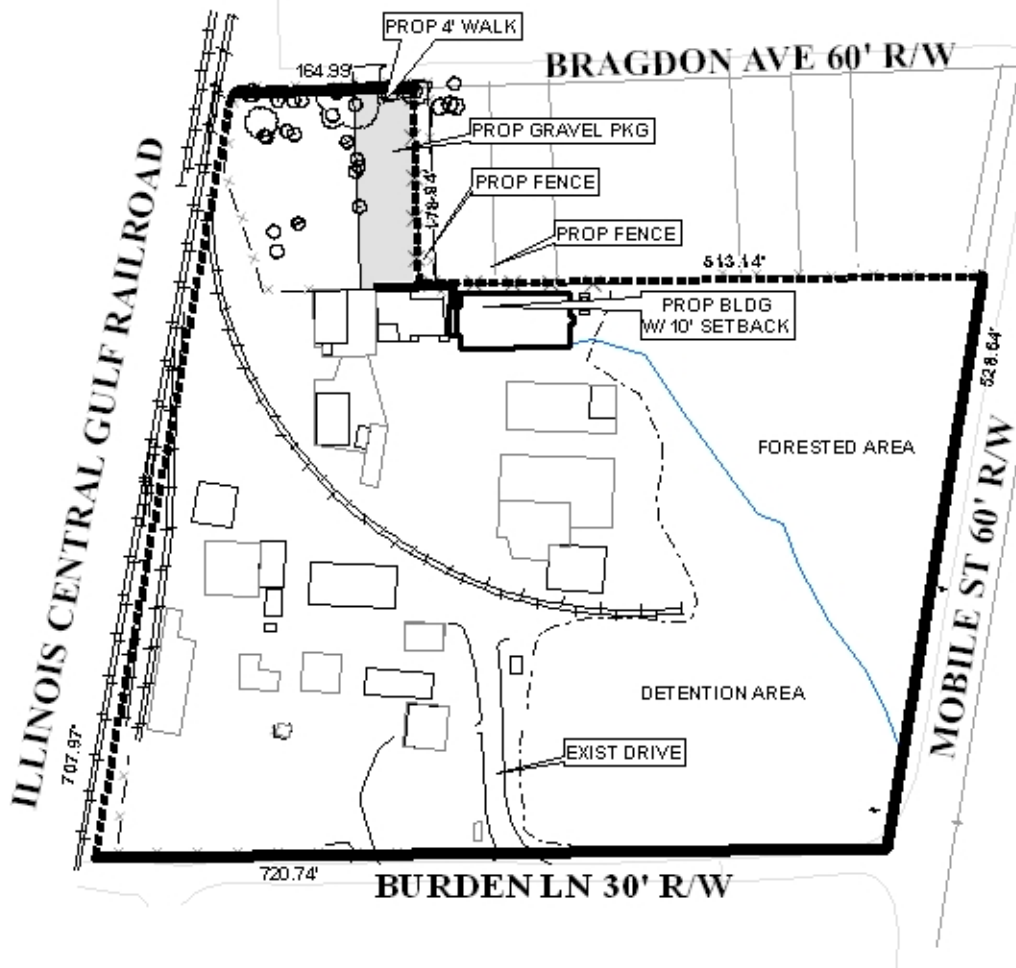 PROP 4' WALK
BRAGDON AVE 60' R/W
164.99'
PROP GRAVEL PKG
PROP FENCE
178.94'
PROP FENCE
513.14'
PROP BLDG
W/ 10' SETBACK
ILLINOIS CENTRAL GULF RAILROAD
528.64'
FORESTED AREA
MOBILE ST 60' R/W
DETENTION AREA
EXIST DRIVE
707.97'
720.74'
BURDEN LN 30' R/W